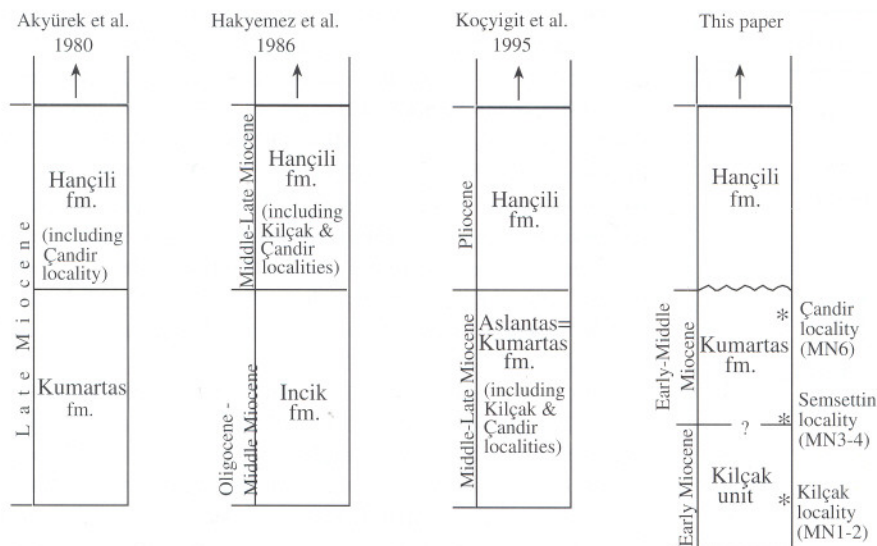 Akyürek et al.
1980
Late Miocene
Hançili
fm.
(including
Çandir
locality)
Kumartas
fm.
Hakyemez et al.
1986
Middle-Late Miocene
Hançili
fm.
(including
Kilçak &
Çandir
localities)
Oligocene -
Middle Miocene
Incik
fm.
Koçyigit et al.
1995
Pliocene
Hançili
fm.
Middle-Late Miocene
Aslantas=
Kumartas
fm.
(including
Kilçak &
Çandir
localities)
This paper
Hançili
fm.
Early-Middle
Miocene
Kumartas
fm.
* Çandir
locality
(MN6)
?
* Semsettin
locality
(MN3-4)
Early Miocene
Kilçak
unit
* Kilçak
locality
(MN1-2)